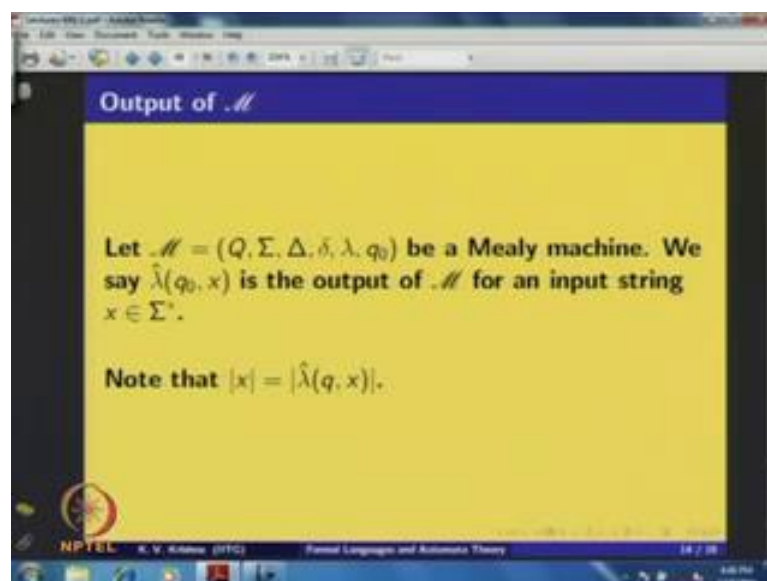 Output of ℳ
Let ℳ = (Q, Σ, Δ, δ, λ, q₀) be a Mealy machine. We
say λ̂(q₀, x) is the output of ℳ for an input string
x ∈ Σ*.
Note that |x| = |λ̂(q, x)|.
NPTEL
K. V. Krishna (IITG)
Formal Languages and Automata Theory